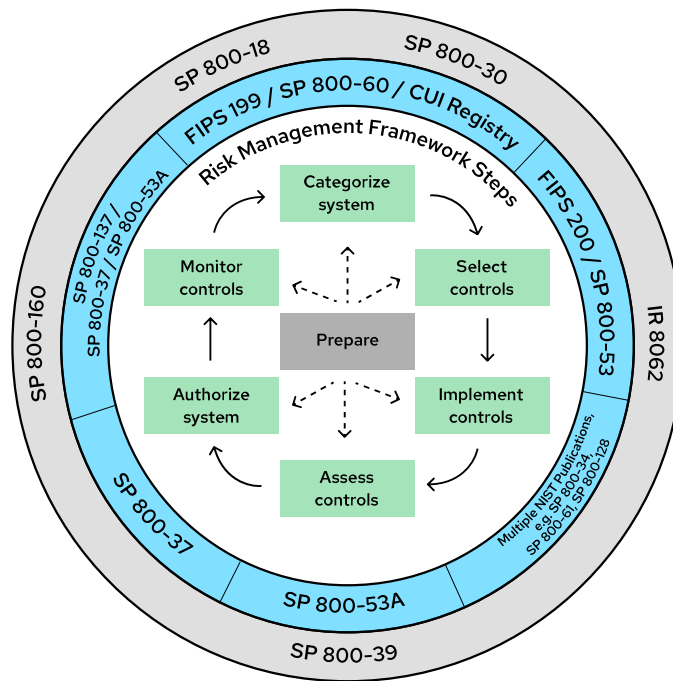 SP 800-18
SP 800-30
IR 8062
SP 800-39
SP 800-160
FIPS 199 / SP 800-60 / CUI Registry
FIPS 200 / SP 800-53
Multiple NIST Publications,
e.g. SP 800-34,
SP 800-61, SP 800-128
SP 800-53A
SP 800-37
SP 800-137/
SP 800-37 / SP 800-53A
Risk Management Framework Steps
Categorize
system
Select
controls
Implement
controls
Assess
controls
Authorize
system
Monitor
controls
Prepare